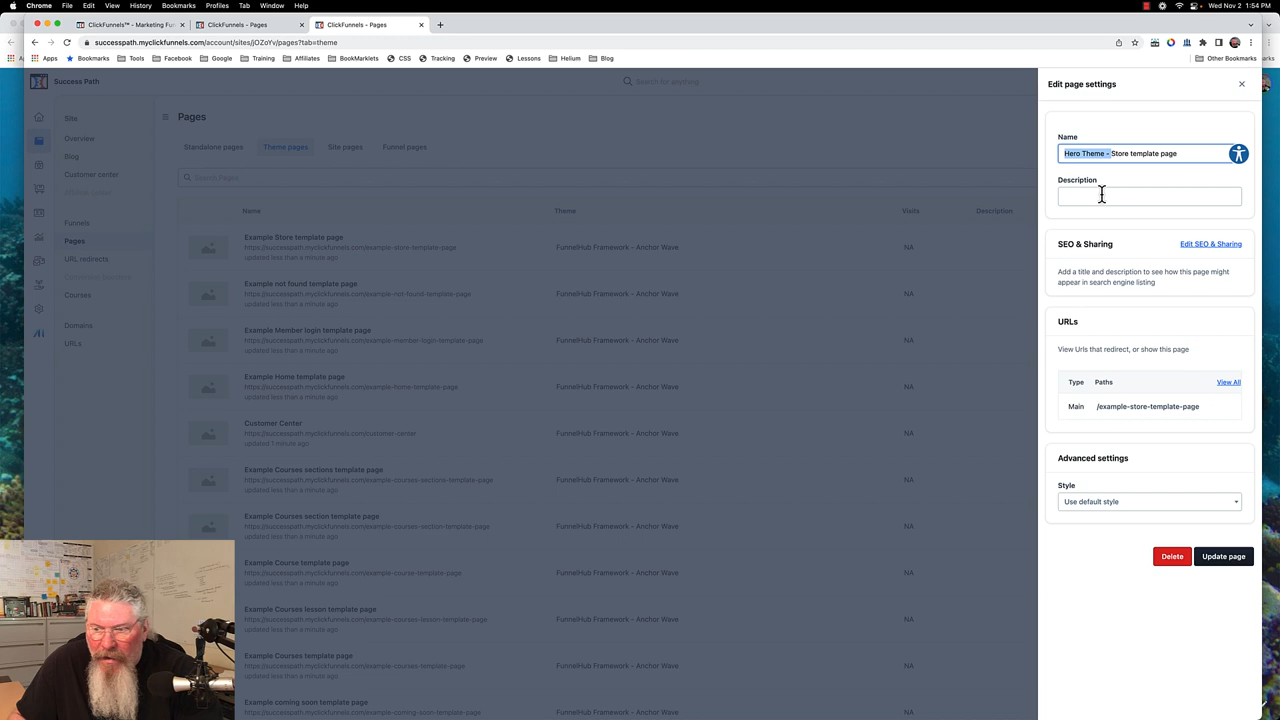 Chrome File Edit View History Bookmarks Profiles Tab Window Help
Wed Nov 2 1:54 PM
ClickFunnels™ - Marketing Fun
ClickFunnels - Pages
ClickFunnels - Pages
successpath.myclickfunnels.com/account/sites/jOZoYv/pages?tab=theme
Apps Bookmarks Tools Facebook Google Training Affiliates BookMarklets CSS Tracking Preview Lessons Helium Blog
Other Bookmarks
Success Path
Search for anything
Edit page settings
Site
Overview
Blog
Customer center
Funnels
Pages
URL redirects
Courses
Domains
URLs
Pages
Standalone pages Theme pages Site pages Funnel pages
Search Pages
Name Theme Visits Description
Example Store template page
https://successpath.myclickfunnels.com/example-store-template-page
updated less than a minute ago
FunnelHub Framework - Anchor Wave NA
Example not found template page
https://successpath.myclickfunnels.com/example-not-found-template-page
updated less than a minute ago
FunnelHub Framework - Anchor Wave NA
Example Member login template page
https://successpath.myclickfunnels.com/example-member-login-template-page
updated less than a minute ago
FunnelHub Framework - Anchor Wave NA
Example Home template page
https://successpath.myclickfunnels.com/example-home-template-page
updated less than a minute ago
FunnelHub Framework - Anchor Wave NA
Customer Center
https://successpath.myclickfunnels.com/customer-center
updated 1 minute ago
FunnelHub Framework - Anchor Wave NA
Example Courses sections template page
https://successpath.myclickfunnels.com/example-courses-sections-template-page
updated less than a minute ago
FunnelHub Framework - Anchor Wave NA
Example Courses section template page
https://successpath.myclickfunnels.com/example-courses-section-template-page
updated less than a minute ago
FunnelHub Framework - Anchor Wave NA
Example Course template page
https://successpath.myclickfunnels.com/example-course-template-page
updated less than a minute ago
FunnelHub Framework - Anchor Wave NA
Example Courses lesson template page
https://successpath.myclickfunnels.com/example-courses-lesson-template-page
updated less than a minute ago
FunnelHub Framework - Anchor Wave NA
Example Courses template page
https://successpath.myclickfunnels.com/example-courses-template-page
updated less than a minute ago
FunnelHub Framework - Anchor Wave NA
Example coming soon template page
https://successpath.myclickfunnels.com/example-coming-soon-template-page
FunnelHub Framework - Anchor Wave NA
Name
Hero Theme - Store template page
Description
SEO & Sharing Edit SEO & Sharing
Add a title and description to see how this page might
appear in search engine listing
URLs
View Urls that redirect, or show this page
Type Paths View All
Main /example-store-template-page
Advanced settings
Style
Use default style
Delete Update page